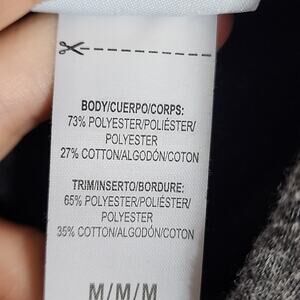 BODY/CUERPO/CORPS:
73% POLYESTER/POLIÉSTER/
POLYESTER
27% COTTON/ALGODÓN/COTON
TRIM/INSERTO/BORDURE:
65% POLYESTER/POLIÉSTER/
POLYESTER
35% COTTON/ALGODÓN/COTON
M/M/M